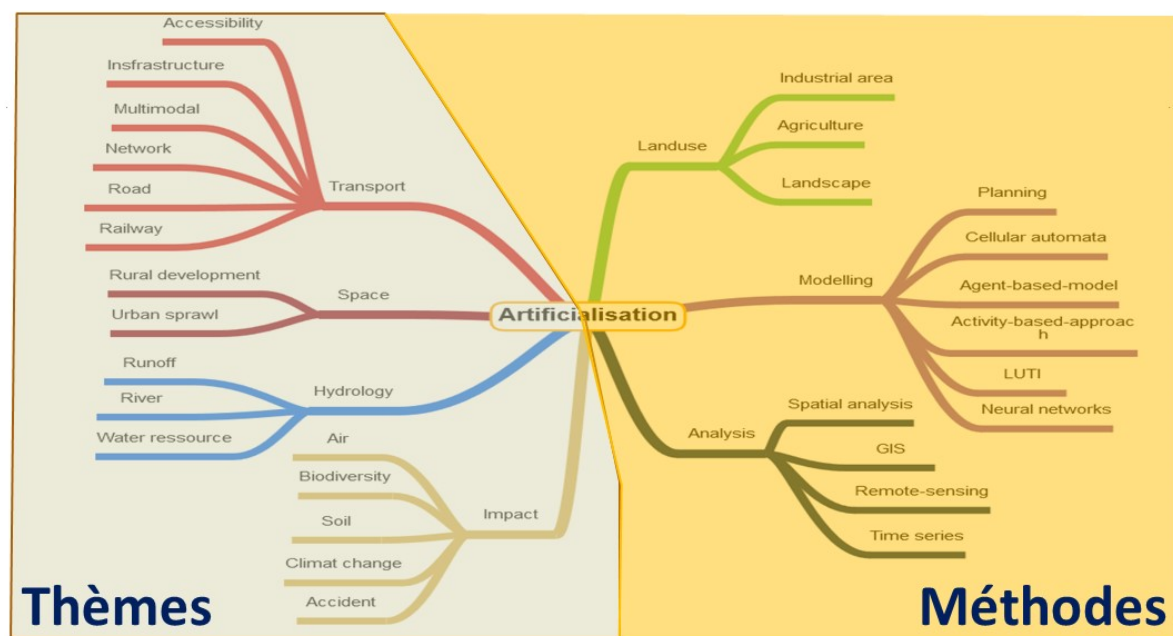 Accessibility
Insfrastructure
Multimodal
Network
Road
Railway
Transport
Rural development
Urban sprawl
Space
Runoff
River
Water ressource
Hydrology
Air
Biodiversity
Soil
Climat change
Accident
Impact
Thèmes
Artificialisation
Landuse
Industrial area
Agriculture
Landscape
Modelling
Planning
Cellular automata
Agent-based-model
Activity-based-approac
h
LUTI
Neural networks
Analysis
Spatial analysis
GIS
Remote-sensing
Time series
Méthodes